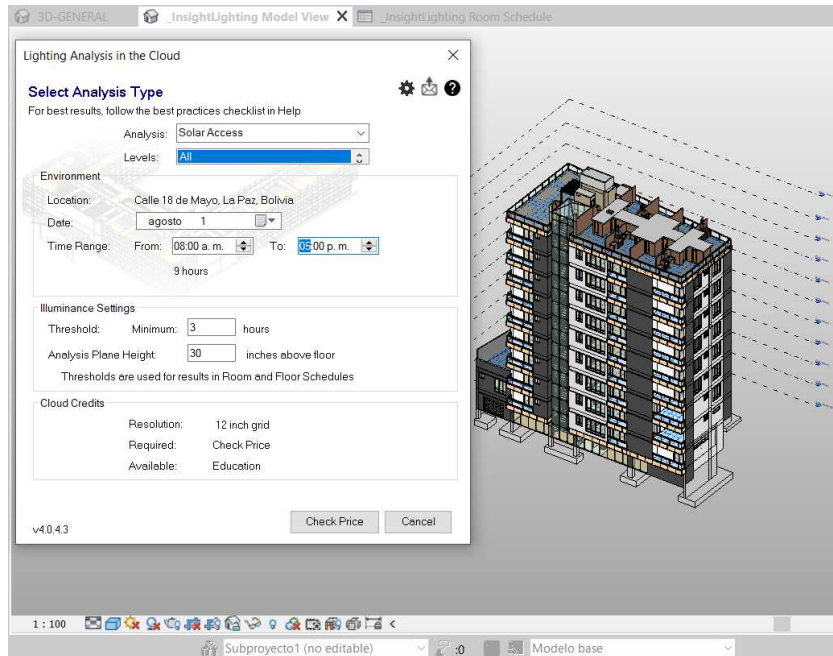 3D-GENERAL _InsightLighting Model View X _InsightLighting Room Schedule
Lighting Analysis in the Cloud
Select Analysis Type
For best results, follow the best practices checklist in Help
Analysis: Solar Access
Levels: All
Environment
Location: Calle 18 de Mayo, La Paz, Bolivia
Date: agosto 1
Time Range: From: 08:00 a. m. To: 05:00 p. m.
9 hours
Illuminance Settings
Threshold: Minimum: 3 hours
Analysis Plane Height: 30 inches above floor
Thresholds are used for results in Room and Floor Schedules
Cloud Credits
Resolution: 12 inch grid
Required: Check Price
Available: Education
v4.0.4.3 Check Price Cancel
1 : 100
Subproyecto1 (no editable) :0 Modelo base